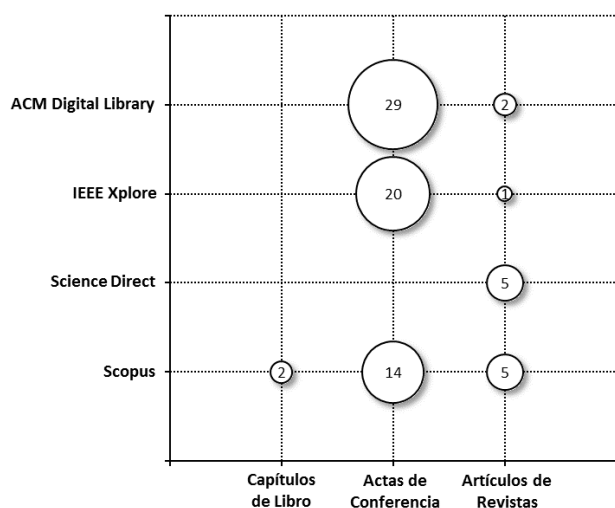 ACM Digital Library
29
2
IEEE Xplore
20
1
Science Direct
5
Scopus
2
14
5
Capítulos
de Libro
Actas de
Conferencia
Artículos de
Revistas